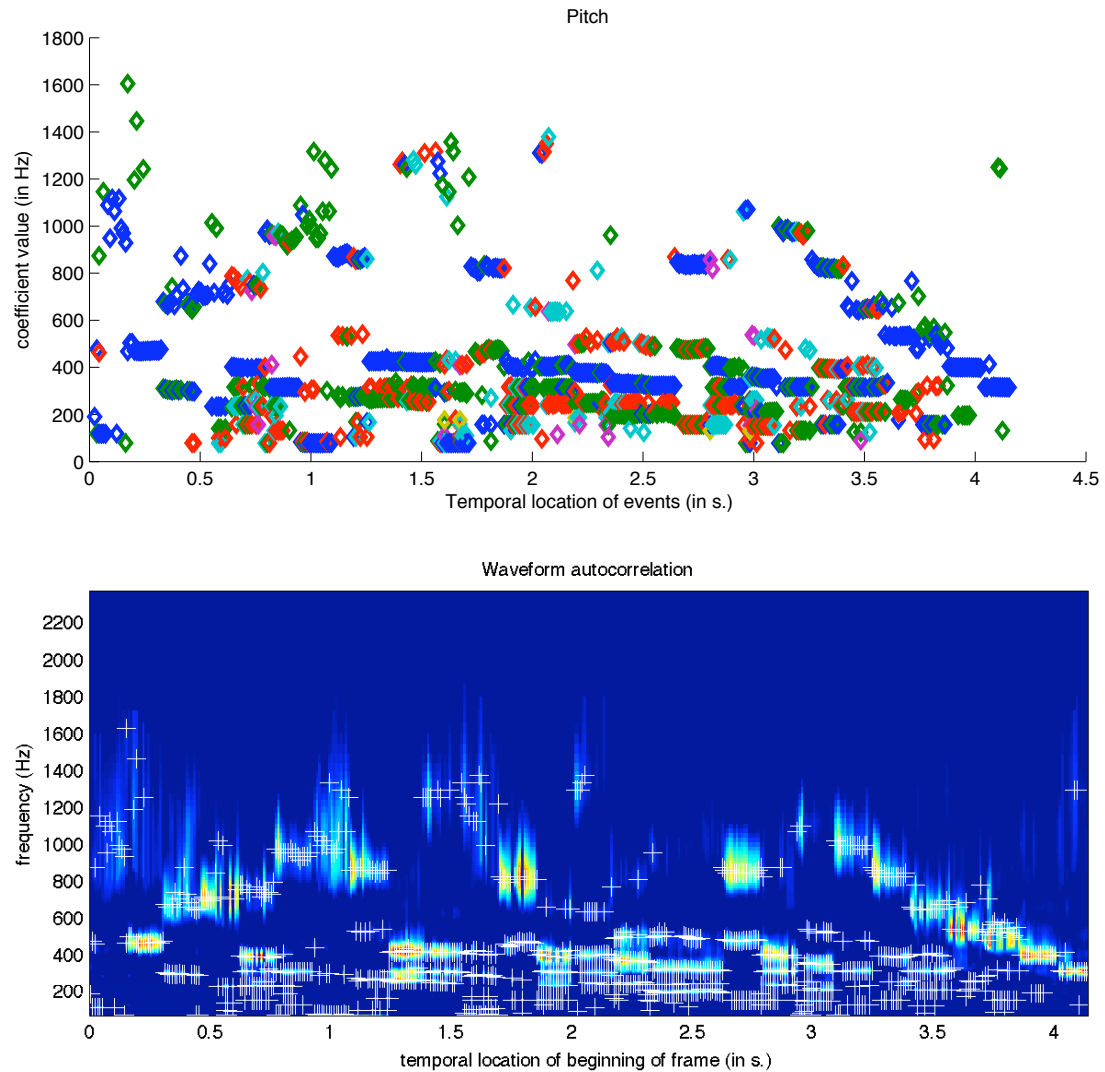 Pitch
1800
1600
1400
1200
1000
800
600
400
200
0
coefficient value (in Hz)
0 0.5 1 1.5 2 2.5 3 3.5 4 4.5
Temporal location of events (in s.)
Waveform autocorrelation
2200
2000
1800
1600
1400
1200
1000
800
600
400
200
frequency (Hz)
0 0.5 1 1.5 2 2.5 3 3.5 4
temporal location of beginning of frame (in s.)